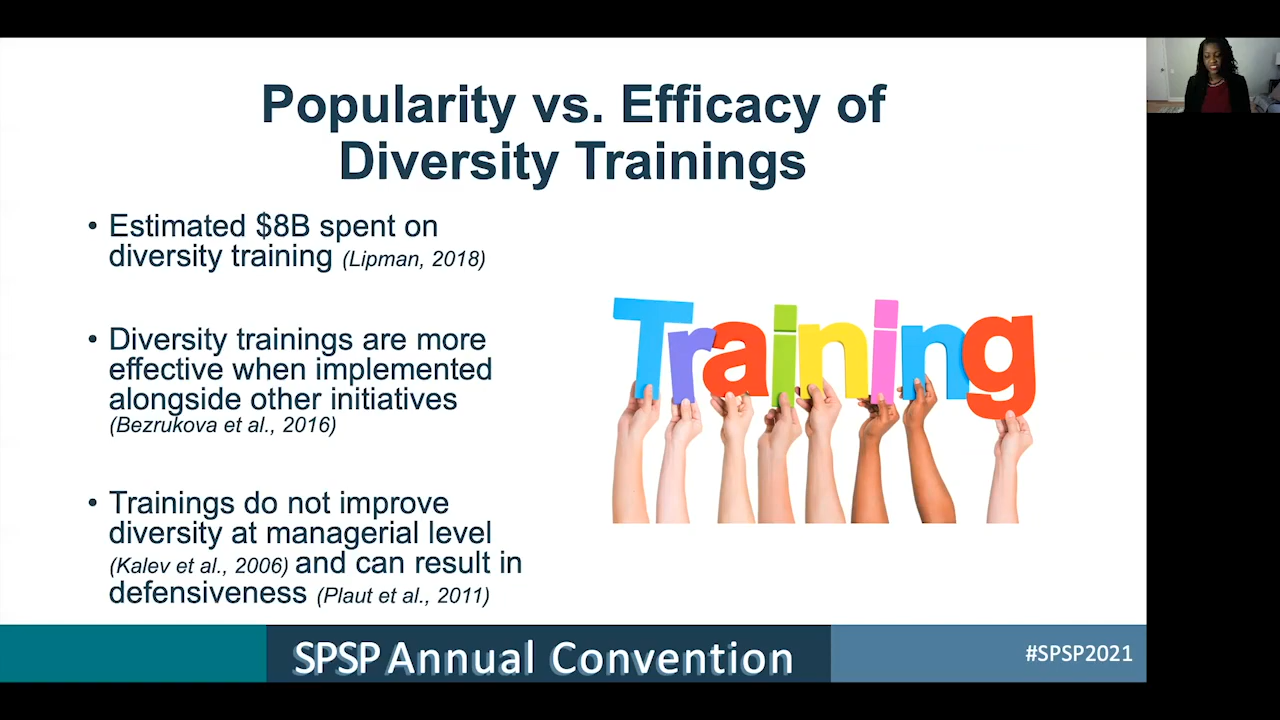 Popularity vs. Efficacy of
Diversity Trainings
• Estimated $8B spent on
diversity training (Lipman, 2018)
• Diversity trainings are more
effective when implemented
alongside other initiatives
(Bezrukova et al., 2016)
• Trainings do not improve
diversity at managerial level
(Kalev et al., 2006) and can result in
defensiveness (Plaut et al., 2011)
Training
SPSP Annual Convention
#SPSP2021